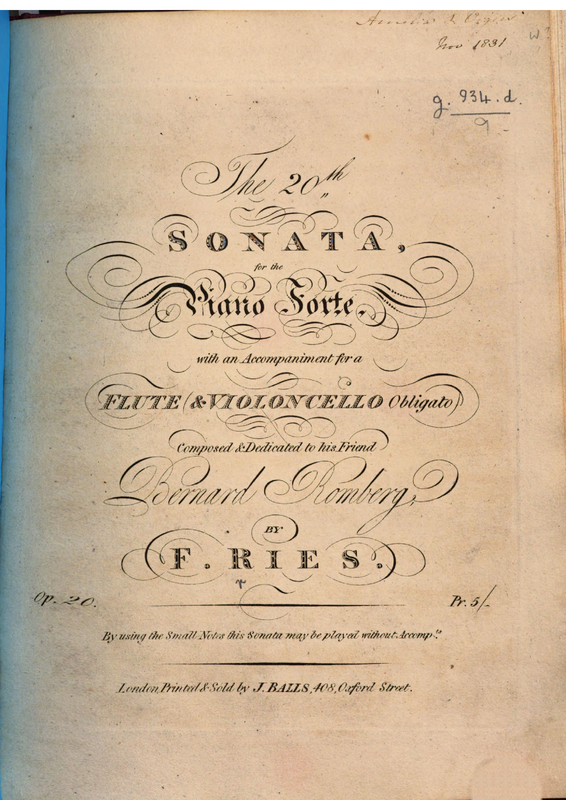 Nov 1831
W
g. 934. d.
9
The 20th
SONATA,
for the
Piano Forte,
with an Accompaniment for a
FLUTE (& VIOLONCELLO Obligato)
Composed & Dedicated to his Friend
Bernard Romberg,
BY
F. RIES.
Op. 20. Pr. 5/-
By using the Small Notes this Sonata may be played without Accompt.
London, Printed & Sold by J. BALLS, 408, Oxford Street.